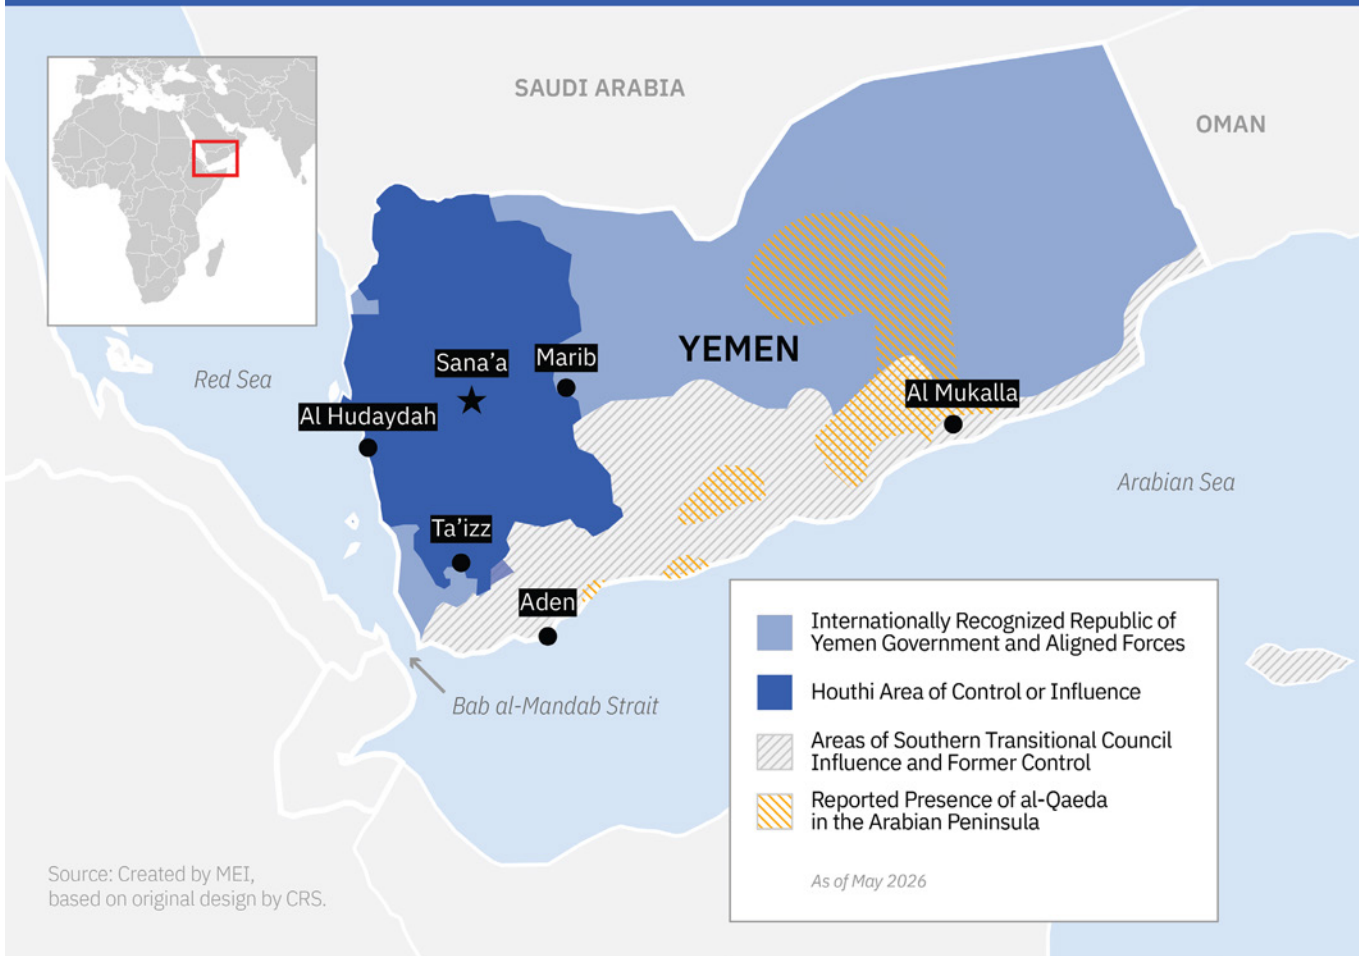 SAUDI ARABIA
OMAN
YEMEN
Sana’a
Marib
Red Sea
Al Hudaydah
Al Mukalla
Arabian Sea
Ta’izz
Aden
Bab al-Mandab Strait
Internationally Recognized Republic of
Yemen Government and Aligned Forces
Houthi Area of Control or Influence
Areas of Southern Transitional Council
Influence and Former Control
Reported Presence of al-Qaeda
in the Arabian Peninsula
As of May 2026
Source: Created by MEI,
based on original design by CRS.